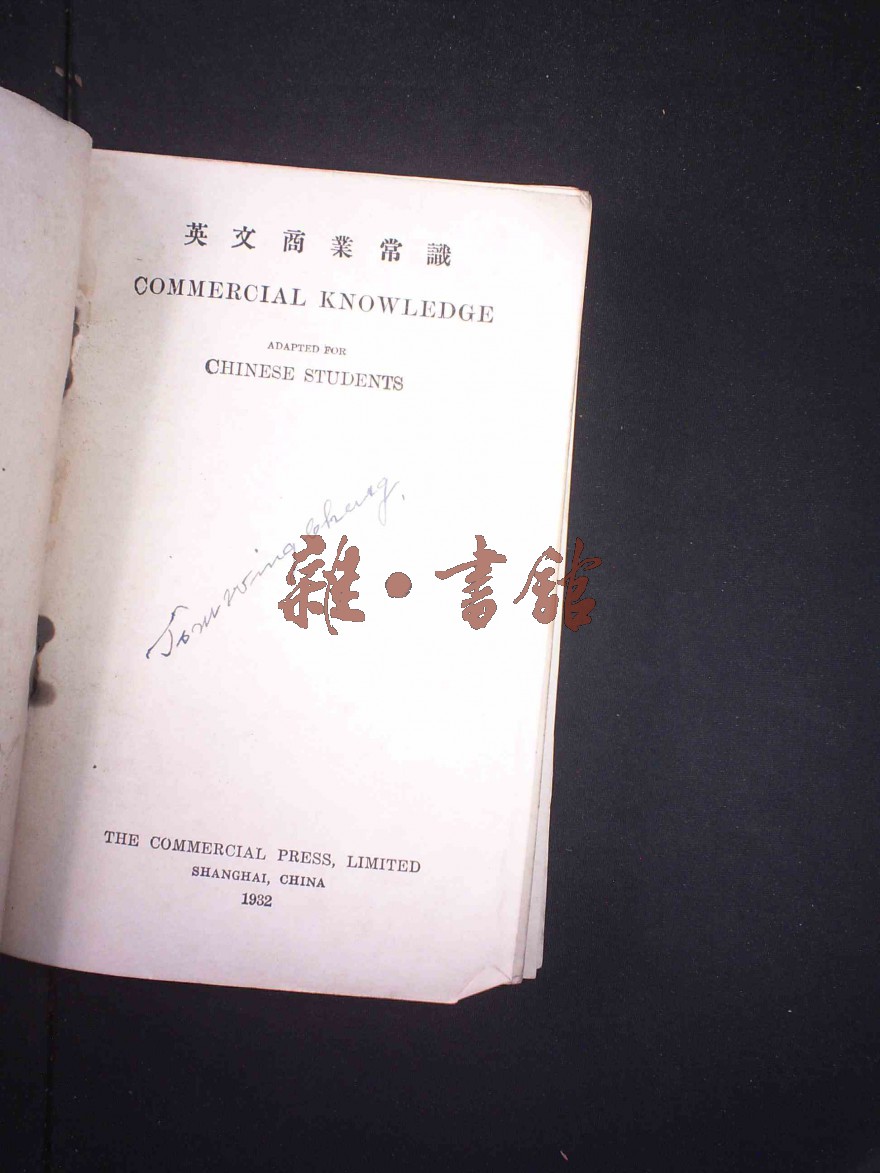 英文商業常識
COMMERCIAL KNOWLEDGE
ADAPTED FOR
CHINESE STUDENTS
雜·書館
THE COMMERCIAL PRESS, LIMITED
SHANGHAI, CHINA
1932